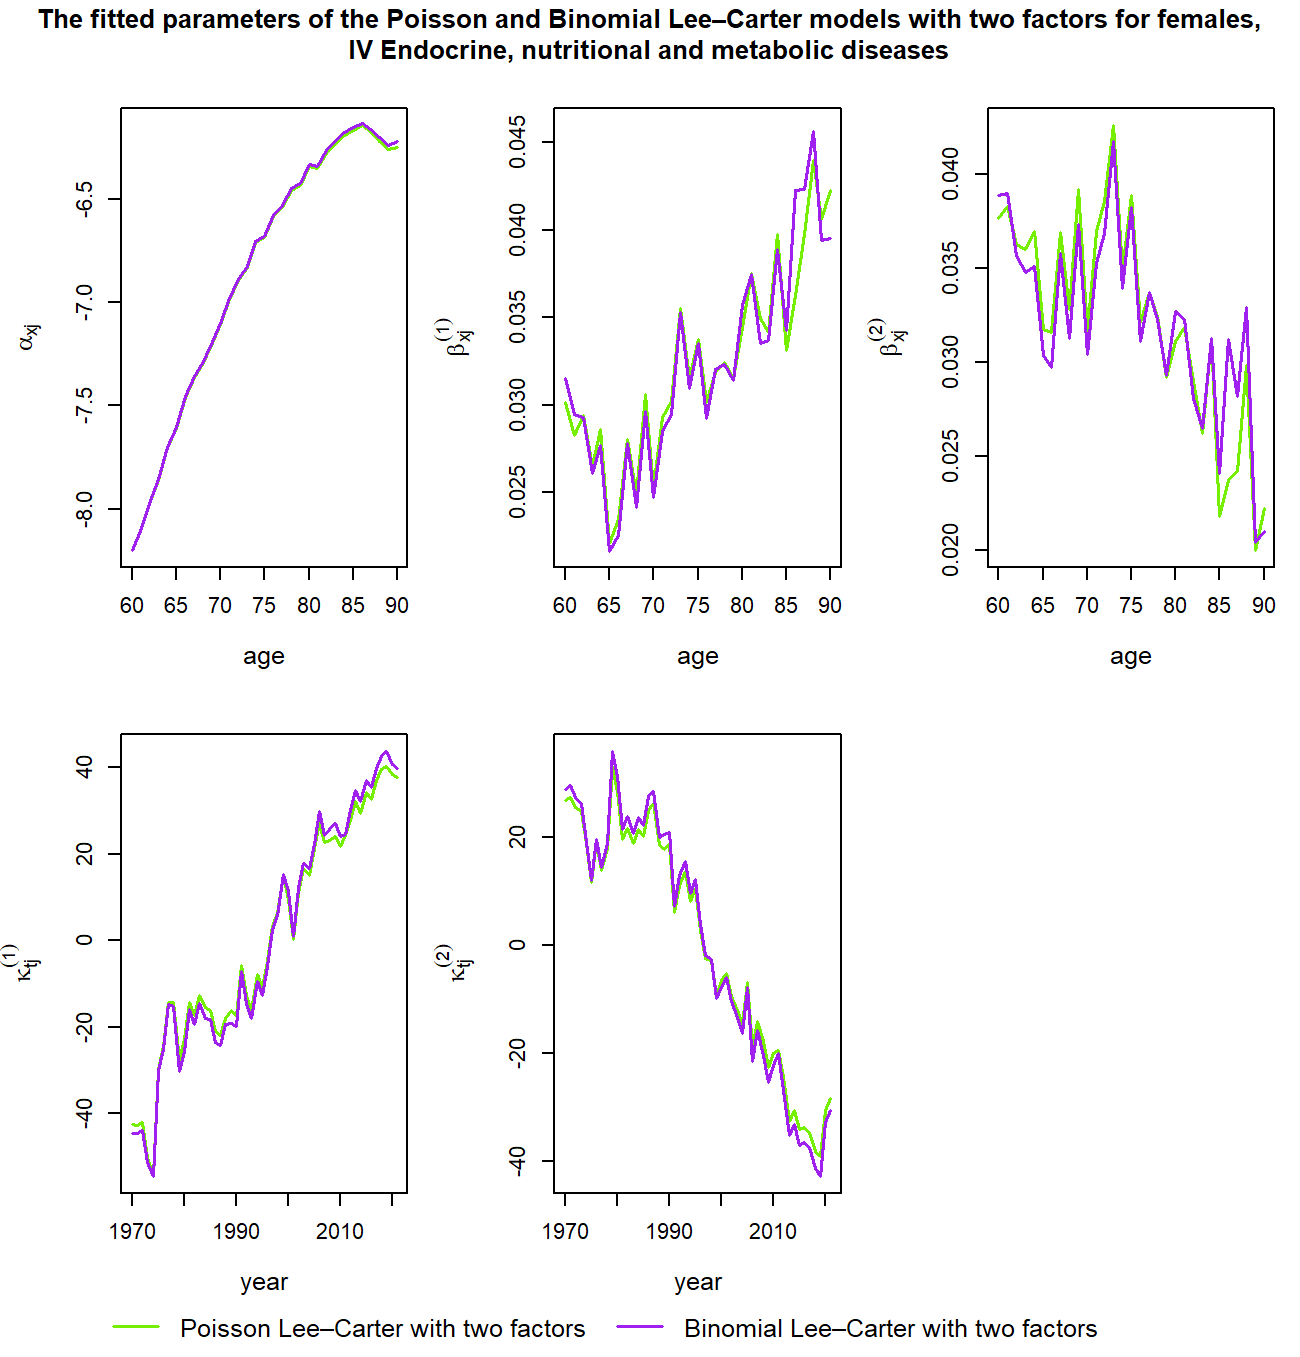 The fitted parameters of the Poisson and Binomial Lee–Carter models with two factors for females,
IV Endocrine, nutritional and metabolic diseases
αxj
-6.5
-7.0
-7.5
-8.0
60 65 70 75 80 85 90
age
βxj(1)
0.045
0.040
0.035
0.030
0.025
60 65 70 75 80 85 90
age
βxj(2)
0.040
0.035
0.030
0.025
0.020
60 65 70 75 80 85 90
age
κtj(1)
40
20
0
-20
-40
1970 1990 2010
year
κtj(2)
20
0
-20
-40
1970 1990 2010
year
Poisson Lee–Carter with two factors
Binomial Lee–Carter with two factors